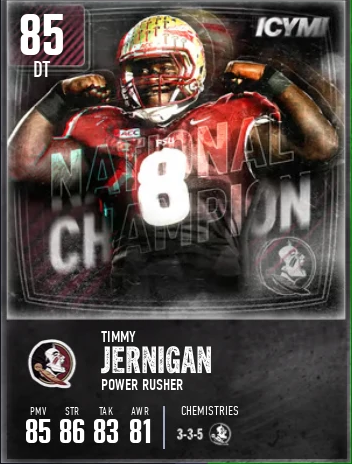 85
DT
ICYMI
ACC
FSU
8
NATIONAL
CHAMPION
TIMMY
JERNIGAN
POWER RUSHER
PMV STR TAK AWR CHEMISTRIES
85 86 83 81 3-3-5